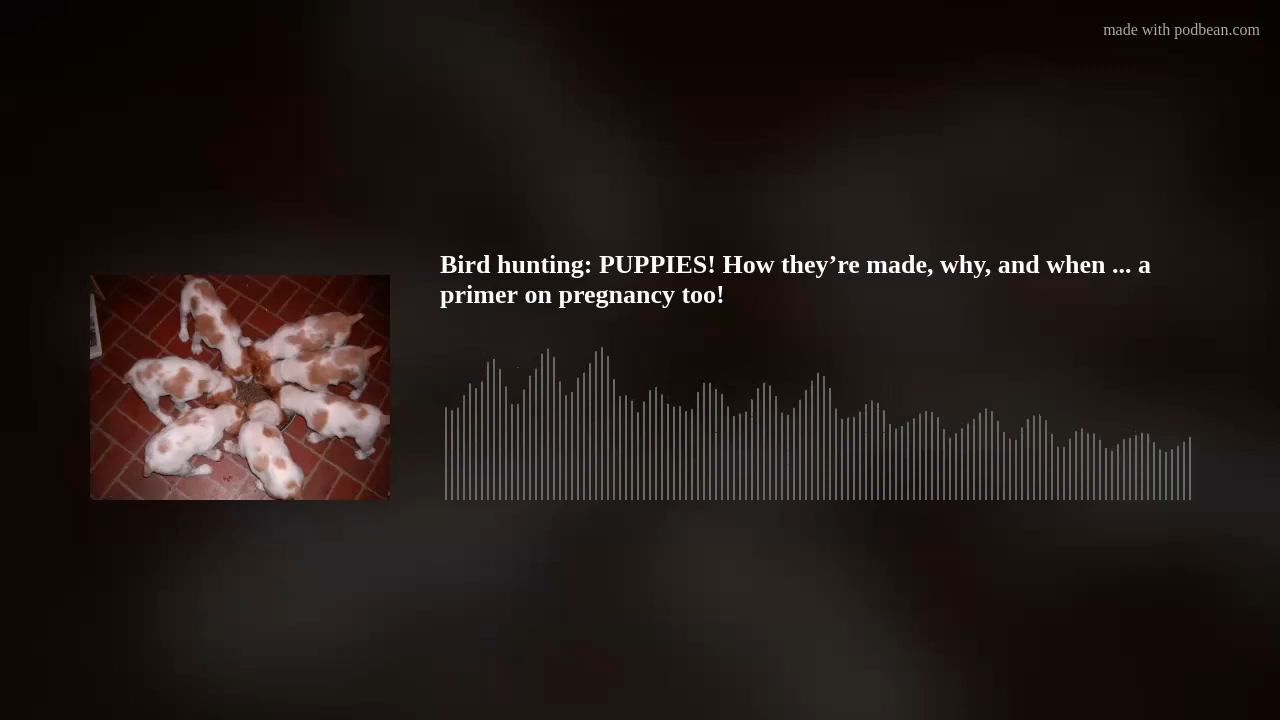 made with podbean.com
Bird hunting: PUPPIES! How they’re made, why, and when ... a
primer on pregnancy too!